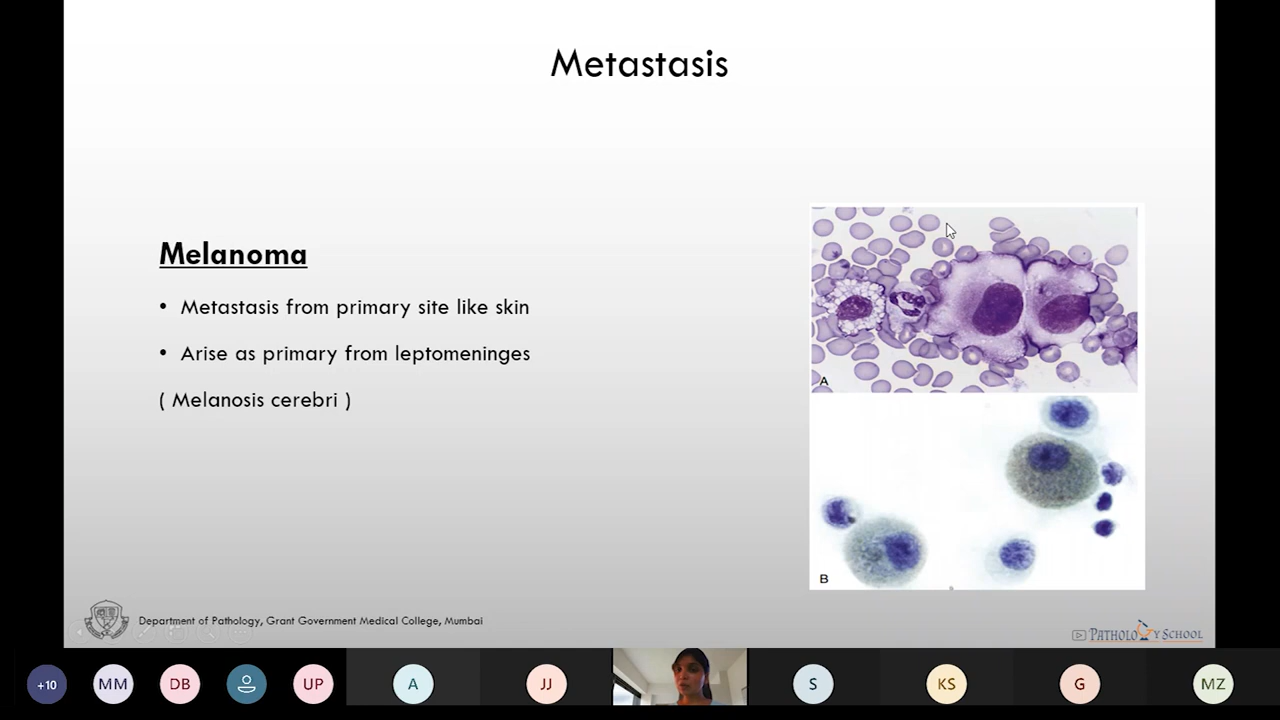 Metastasis
Melanoma
• Metastasis from primary site like skin
• Arise as primary from leptomeninges
( Melanosis cerebri )
A
B
Department of Pathology, Grant Government Medical College, Mumbai
PATHOLOGY SCHOOL
+10
MM
DB
UP
A
JJ
S
KS
G
MZ